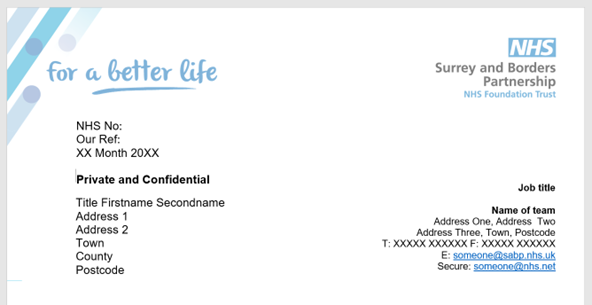 for a better life
NHS
Surrey and Borders
Partnership
NHS Foundation Trust
NHS No:
Our Ref:
XX Month 20XX
Private and Confidential
Title Firstname Secondname
Address 1
Address 2
Town
County
Postcode
Job title
Name of team
Address One, Address  Two
Address Three, Town, Postcode
T: XXXXX XXXXXX F: XXXXX XXXXXX
E: someone@sabp.nhs.uk
Secure: someone@nhs.net